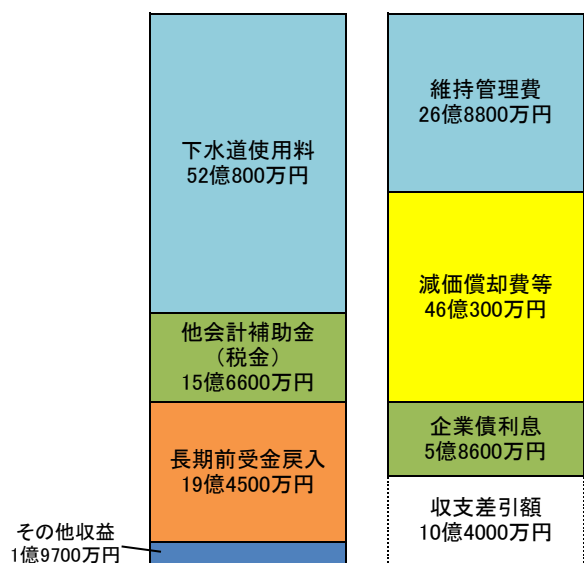 下水道使用料
52億800万円
他会計補助金
（税金）
15億6600万円
長期前受金戻入
19億4500万円
その他収益
1億9700万円
維持管理費
26億8800万円
減価償却費等
46億300万円
企業債利息
5億8600万円
収支差引額
10億4000万円